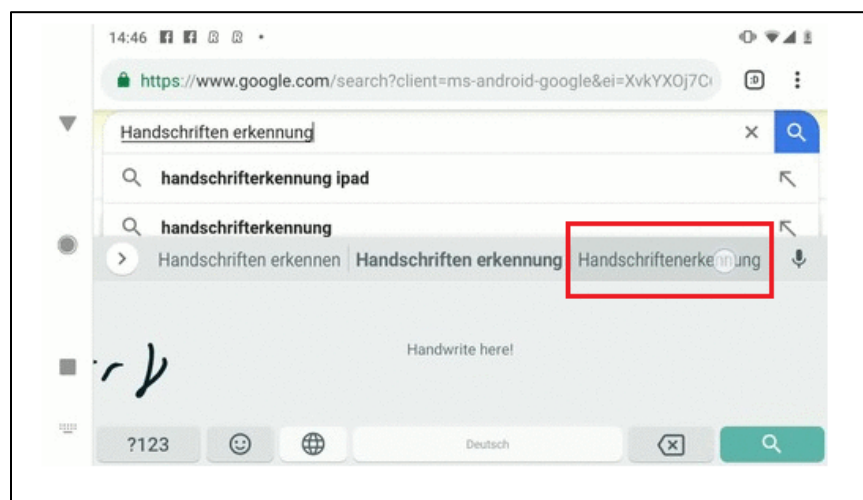 14:46
https://www.google.com/search?client=ms-android-google&ei=XvkYXOj7C
:D
Handschriften erkennung
handschrifterkennung ipad
handschrifterkennung
Handschriften erkennen Handschriften erkennung Handschriftenerkennung
Handwrite here!
?123 Deutsch